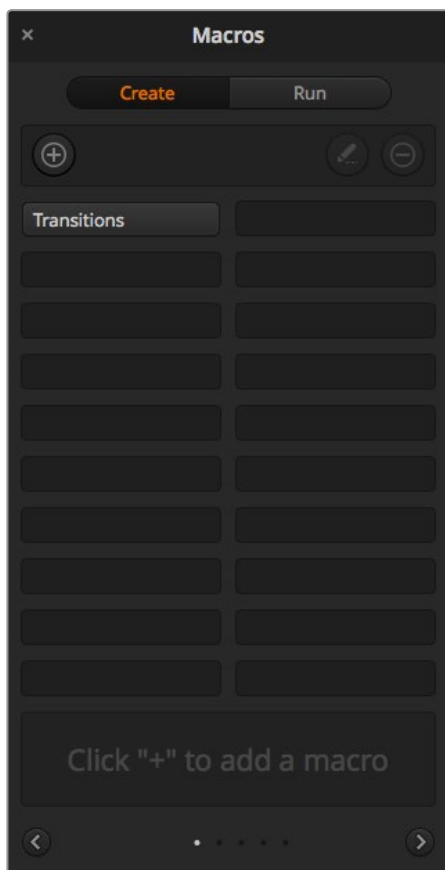 Macros
Create
Run
Transitions
Click "+" to add a macro